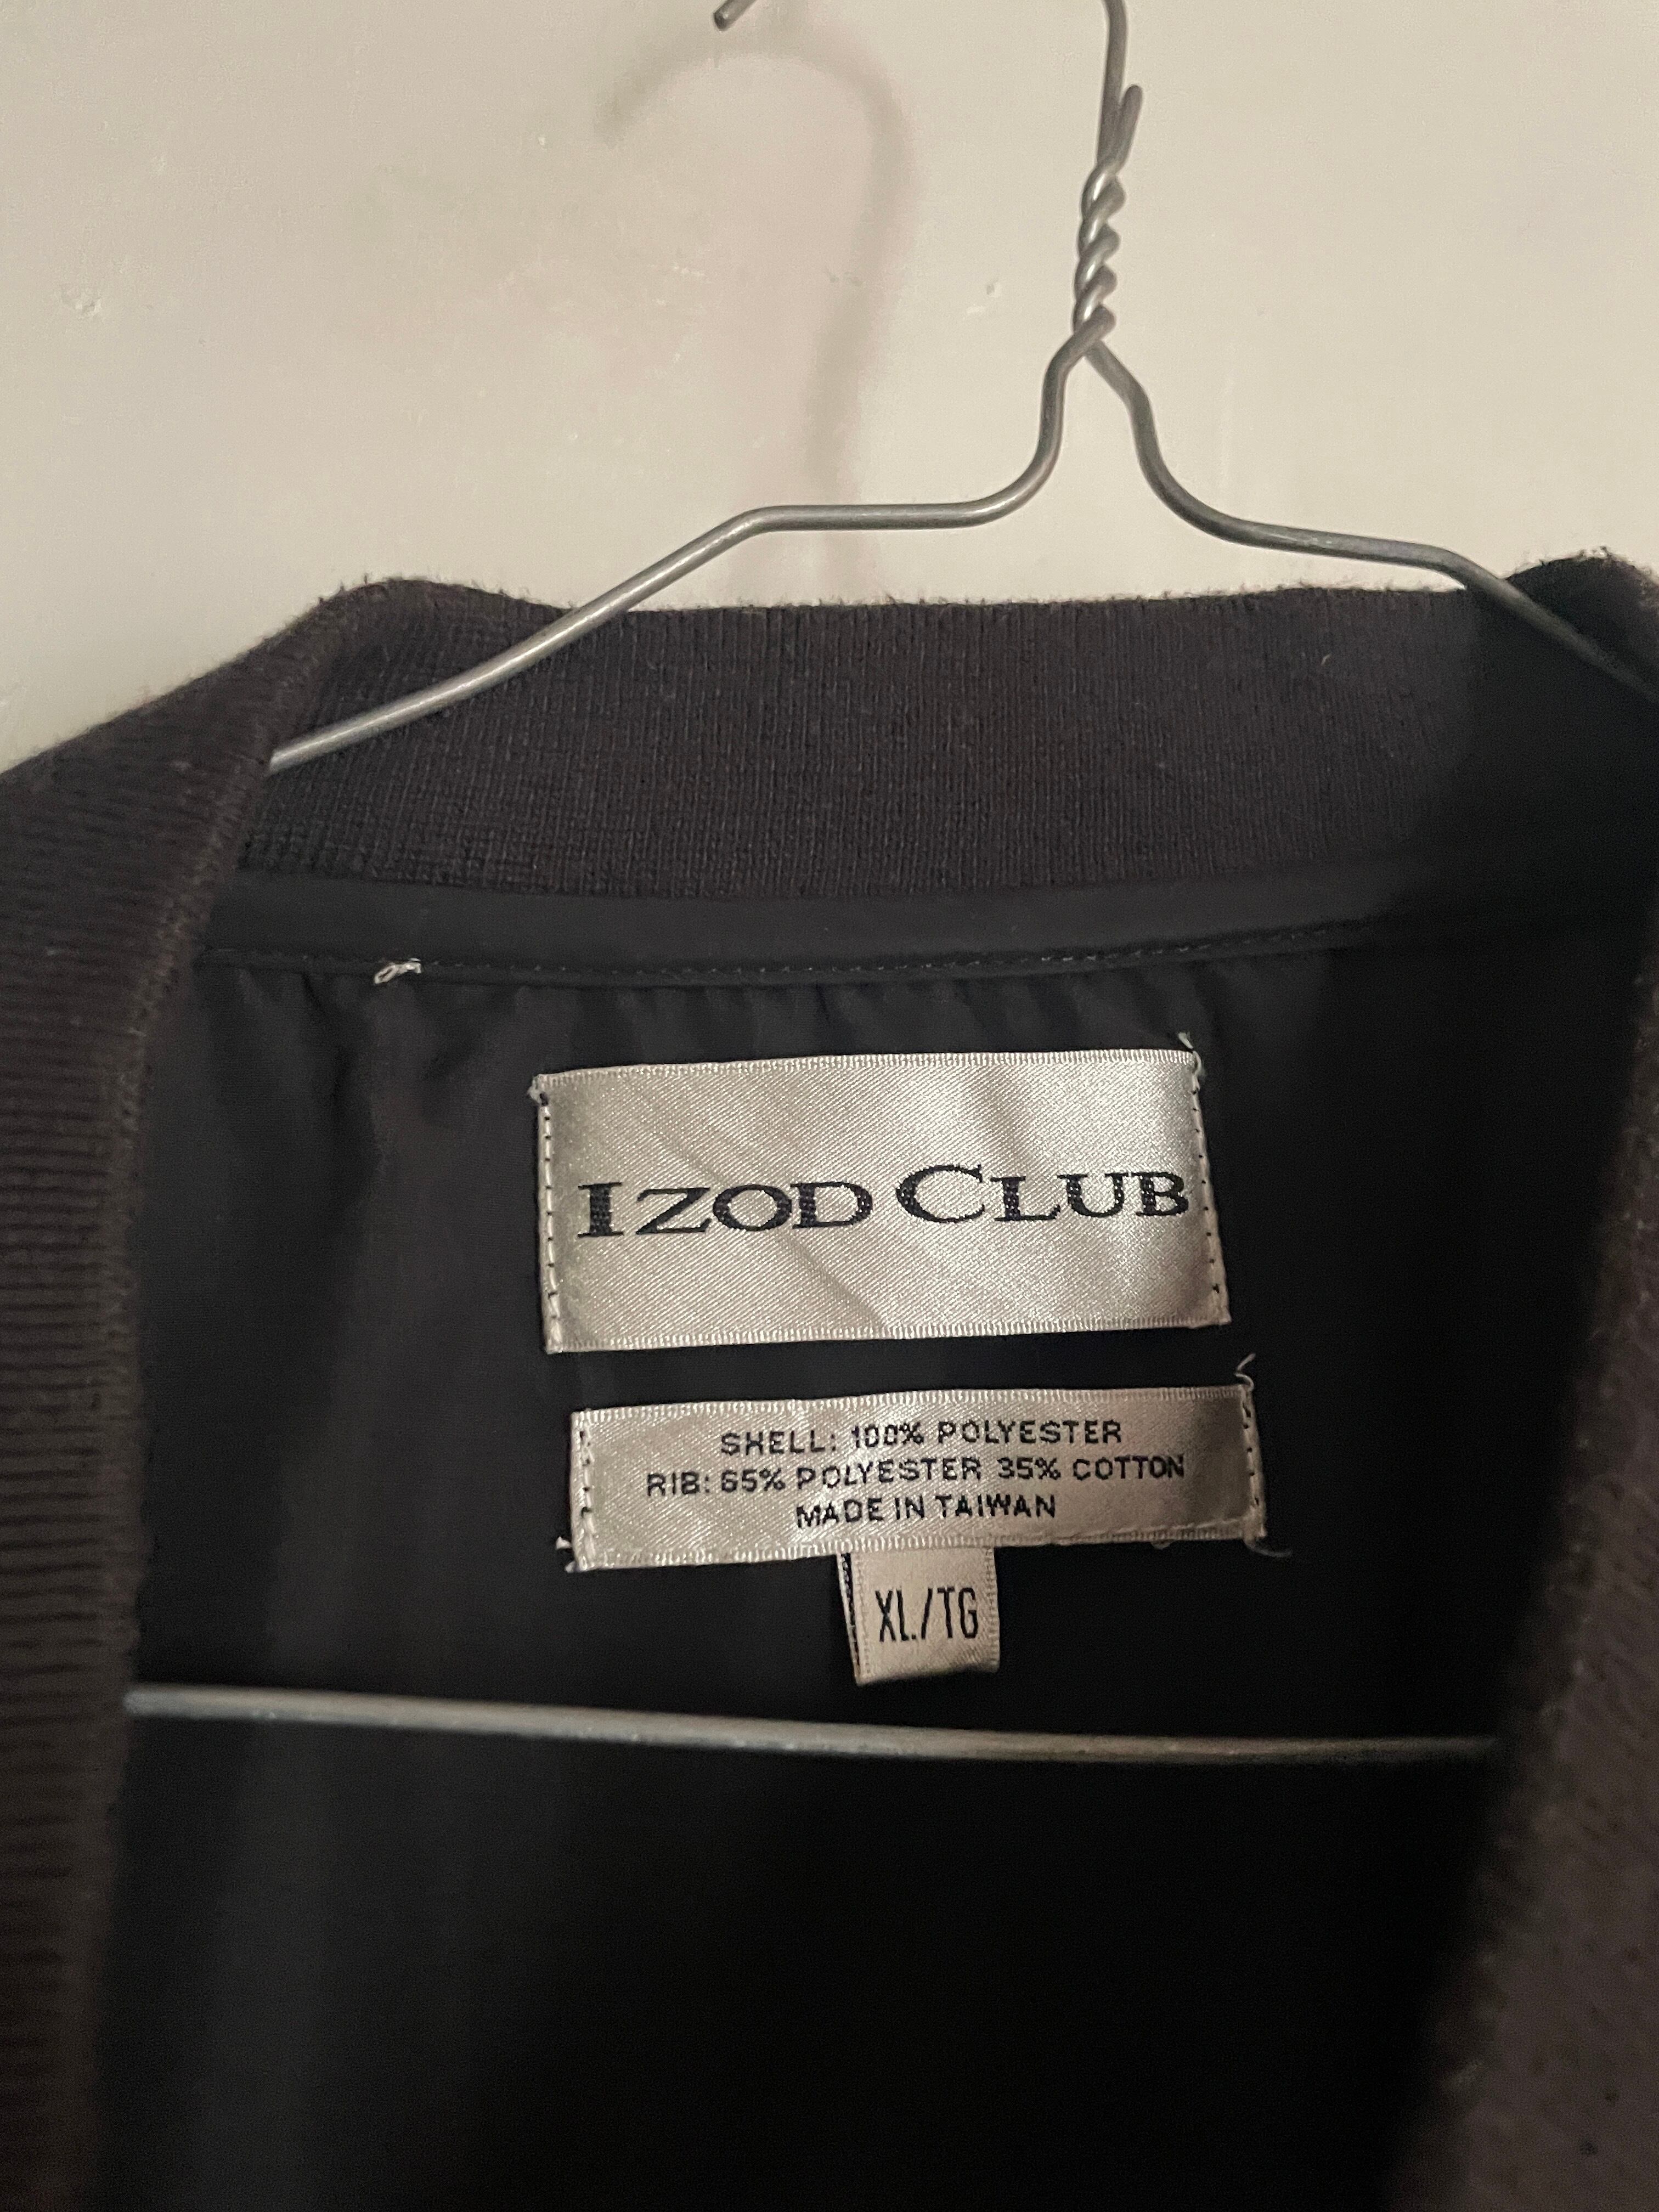 IZOD CLUB
SHELL: 100% POLYESTER
RIB: 65% POLYESTER 35% COTTON
MADE IN TAIWAN
XL/TG